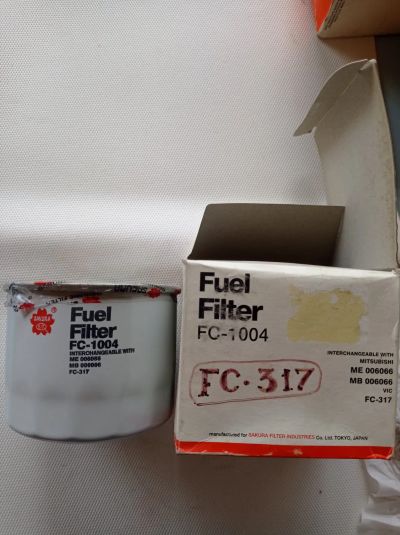 SAKURA
Fuel
Filter
FC-1004
INTERCHANGEABLE WITH
ME 006066
MB 006066
FC-317
Fuel
Filter
FC-1004
INTERCHANGEABLE WITH
MITSUBISHI
ME 006066
MB 006066
VIC
FC-317
FC-317
manufactured for SAKURA FILTER INDUSTRIES Co. Ltd. TOKYO, JAPAN